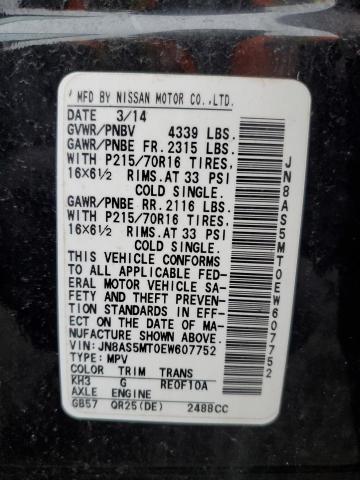 MFD BY NISSAN MOTOR CO.,LTD.
DATE 3/14
GVWR/PNBV 4339 LBS.
GAWR/PNBE FR. 2315 LBS.
WITH P215/70R16 TIRES,
16X6½ RIMS.AT 33 PSI
COLD SINGLE.
GAWR/PNBE RR. 2116 LBS.
WITH P215/70R16 TIRES,
16X6½ RIMS.AT 33 PSI
COLD SINGLE.
THIS VEHICLE CONFORMS
TO ALL APPLICABLE FED-
ERAL MOTOR VEHICLE SA-
FETY AND THEFT PREVEN-
TION STANDARDS IN EFF-
ECT ON THE DATE OF MA-
NUFACTURE SHOWN ABOVE.
VIN: JN8AS5MT0EW607752
TYPE: MPV
COLOR TRIM TRANS
KH3 G RE0F10A
AXLE ENGINE
GB57 QR25(DE) 2488CC
JN8AS5MT0EW607752